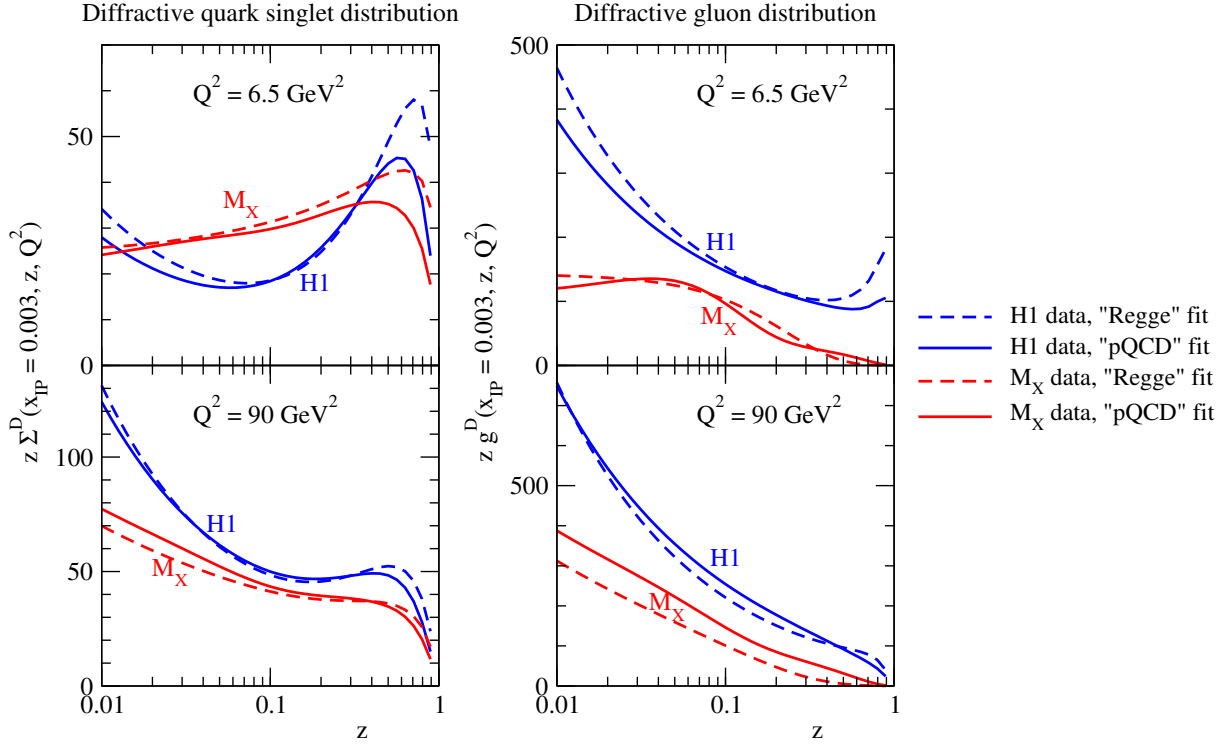 Diffractive quark singlet distribution
Diffractive gluon distribution
Q^2 = 6.5 GeV^2
50
0
M_X
H1
z Σ^D(x_IP = 0.003, z, Q^2)
Q^2 = 90 GeV^2
100
50
0
H1
M_X
0.01
0.1
1
z
500
Q^2 = 6.5 GeV^2
H1
M_X
0
z g^D(x_IP = 0.003, z, Q^2)
Q^2 = 90 GeV^2
500
H1
M_X
0
0.01
0.1
1
z
H1 data, "Regge" fit
H1 data, "pQCD" fit
M_X data, "Regge" fit
M_X data, "pQCD" fit